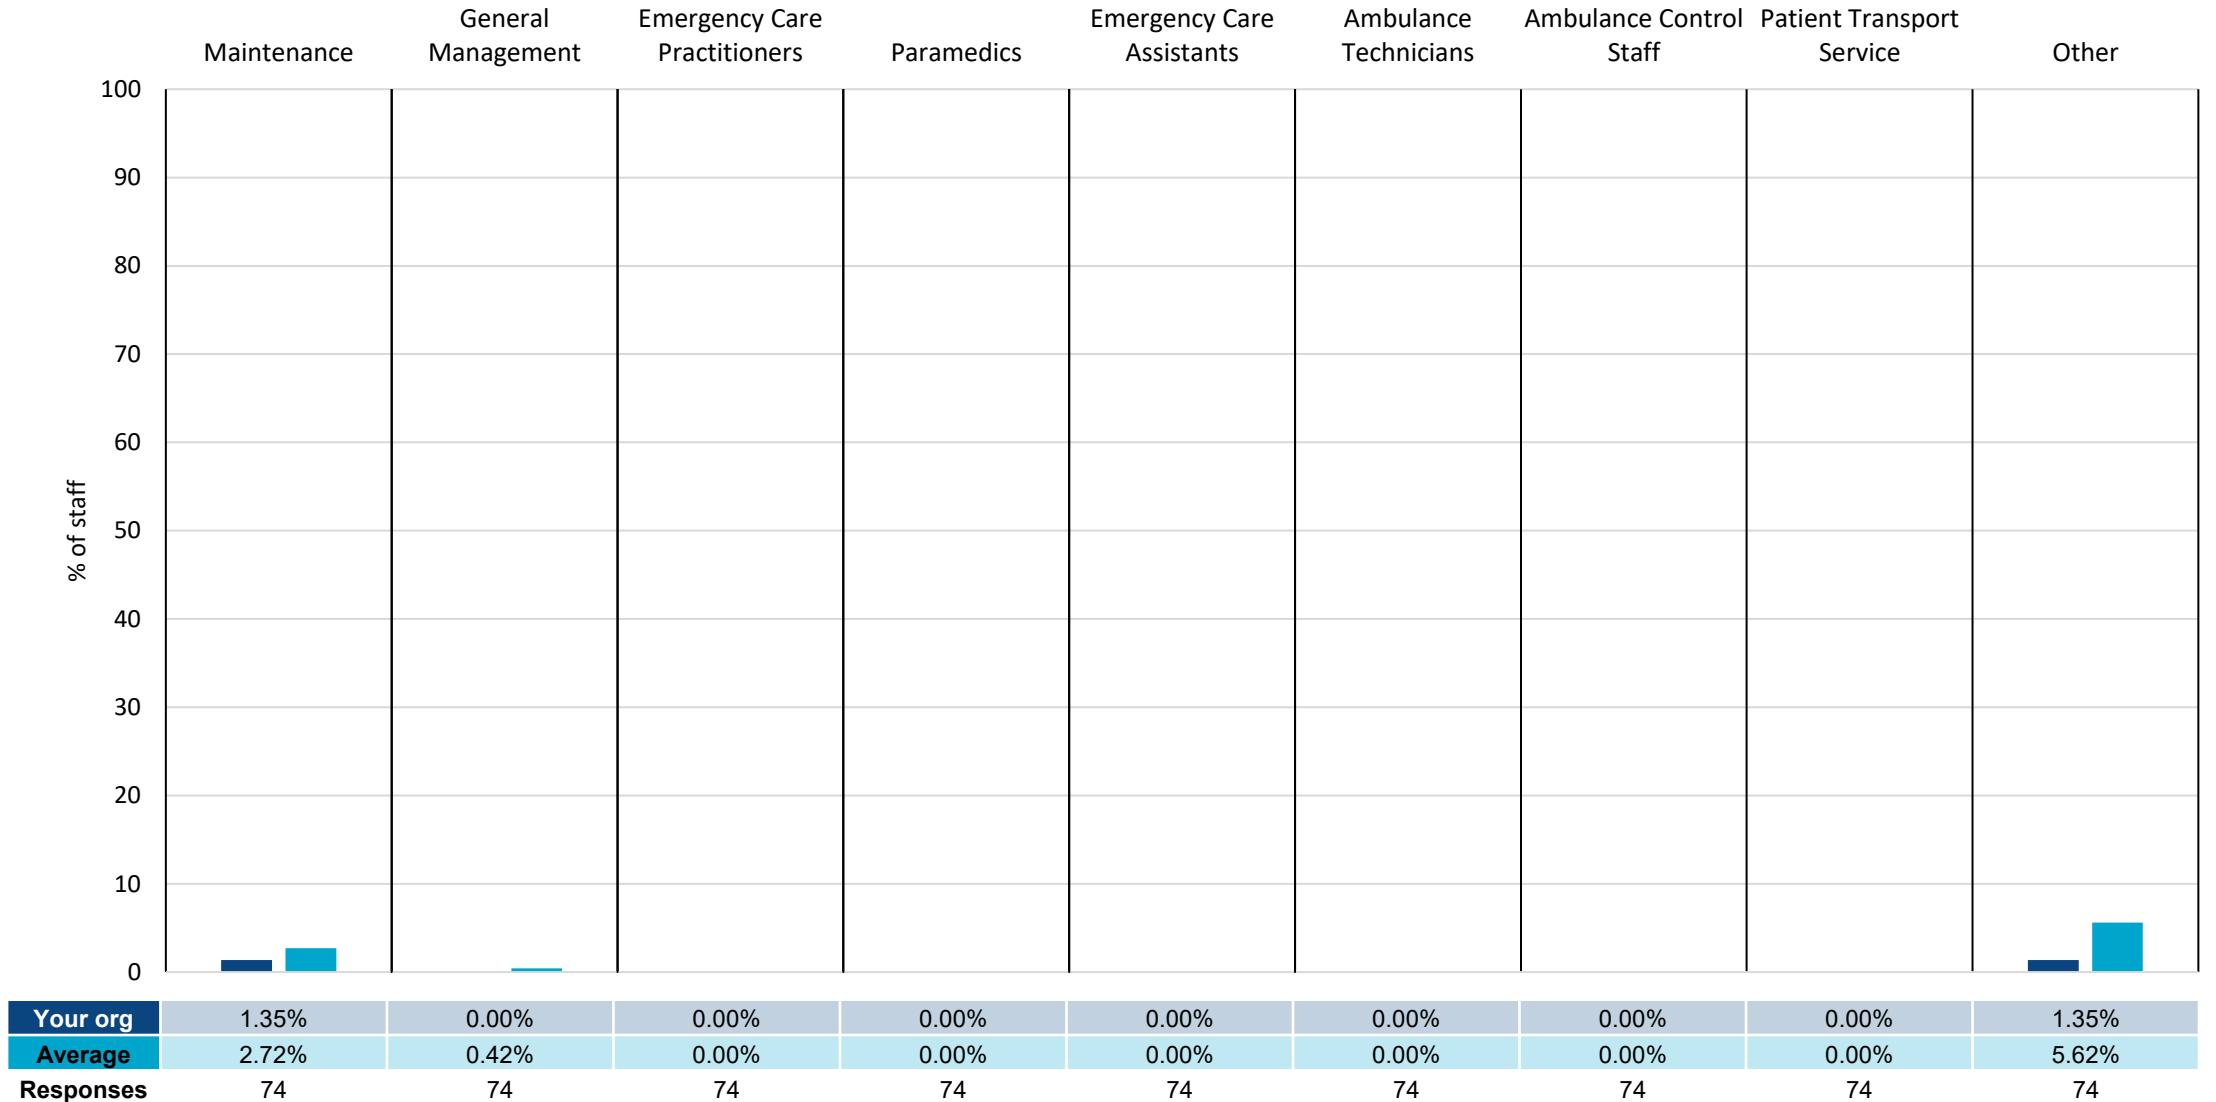 Maintenance
General
Management
Emergency Care
Practitioners
Paramedics
Emergency Care
Assistants
Ambulance
Technicians
Ambulance Control
Staff
Patient Transport
Service
Other
% of staff
100
90
80
70
60
50
40
30
20
10
0
Your org 1.35% 0.00% 0.00% 0.00% 0.00% 0.00% 0.00% 0.00% 1.35%
Average 2.72% 0.42% 0.00% 0.00% 0.00% 0.00% 0.00% 0.00% 5.62%
Responses 74 74 74 74 74 74 74 74 74